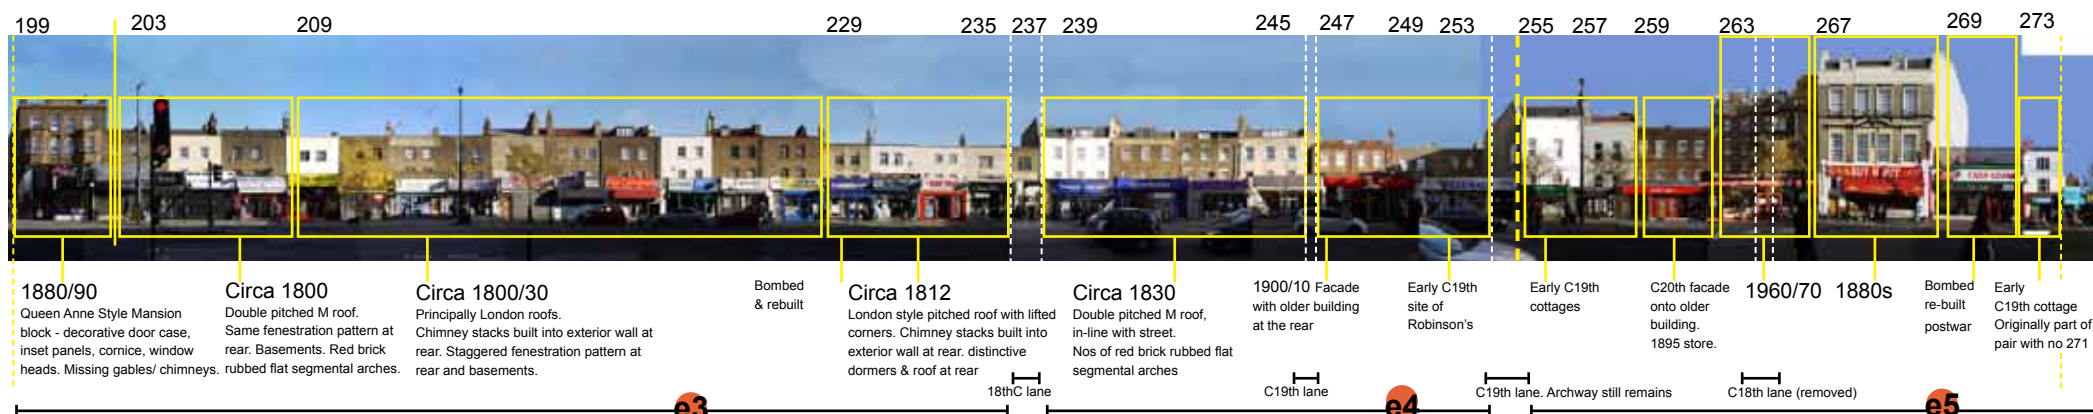 199 203 209 229 235 237 239 245 247 249 253 255 257 259 263 267 269 273
1880/90
Queen Anne Style Mansion
block - decorative door case,
inset panels, cornice, window
heads. Missing gables/ chimneys.
Circa 1800
Double pitched M roof.
Same fenestration pattern at
rear. Basements. Red brick
rubbed flat segmental arches.
Circa 1800/30
Principally London roofs.
Chimney stacks built into exterior wall at
rear. Staggered fenestration pattern at
rear and basements.
Bombed
& rebuilt
Circa 1812
London style pitched roof with lifted
corners. Chimney stacks built into
exterior wall at rear. distinctive
dormers & roof at rear
18thC lane
Circa 1830
Double pitched M roof,
in-line with street.
Nos of red brick rubbed flat
segmental arches
1900/10 Facade
with older building
at the rear
C19th lane
Early C19th
site of
Robinson's
C19th lane. Archway still remains
Early C19th
cottages
C20th facade
onto older
building.
1895 store.
1960/70
C18th lane (removed)
1880s
Bombed
re-built
postwar
Early
C19th cottage
Originally part of
pair with no 271
e3 e4 e5